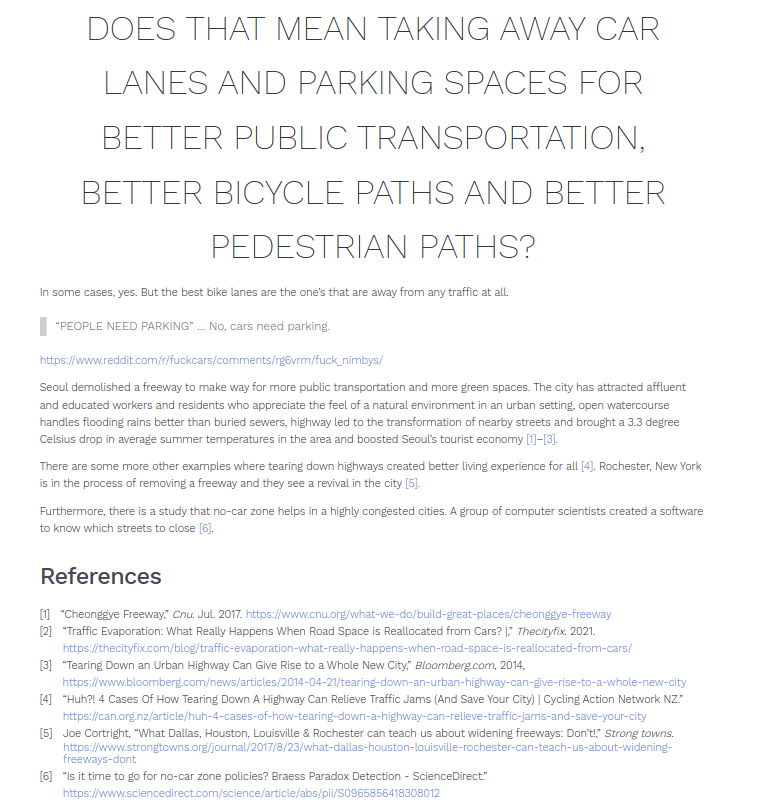 DOES THAT MEAN TAKING AWAY CAR
LANES AND PARKING SPACES FOR
BETTER PUBLIC TRANSPORTATION,
BETTER BICYCLE PATHS AND BETTER
PEDESTRIAN PATHS?
In some cases, yes. But the best bike lanes are the one's that are away from any traffic at all.
“PEOPLE NEED PARKING” ... No, cars need parking.
https://www.reddit.com/r/fuckcars/comments/rg6vrm/fuck_nimbys/
Seoul demolished a freeway to make way for more public transportation and more green spaces. The city has attracted affluent
and educated workers and residents who appreciate the feel of a natural environment in an urban setting, open watercourse
handles flooding rains better than buried sewers, highway led to the transformation of nearby streets and brought a 3.3 degree
Celsius drop in average summer temperatures in the area and boosted Seoul's tourist economy [1]–[3].
There are some more other examples where tearing down highways created better living experience for all [4]. Rochester, New York
is in the process of removing a freeway and they see a revival in the city [5].
Furthermore, there is a study that no-car zone helps in a highly congested cities. A group of computer scientists created a software
to know which streets to close [6].
References
[1] “Cheonggye Freeway,” Cnu. Jul. 2017. https://www.cnu.org/what-we-do/build-great-places/cheonggye-freeway
[2] “Traffic Evaporation: What Really Happens When Road Space is Reallocated from Cars? |,” Thecityfix. 2021.
https://thecityfix.com/blog/traffic-evaporation-what-really-happens-when-road-space-is-reallocated-from-cars/
[3] “Tearing Down an Urban Highway Can Give Rise to a Whole New City,” Bloomberg.com, 2014,
https://www.bloomberg.com/news/articles/2014-04-21/tearing-down-an-urban-highway-can-give-rise-to-a-whole-new-city
[4] “Huh?! 4 Cases Of How Tearing Down A Highway Can Relieve Traffic Jams (And Save Your City) | Cycling Action Network NZ.”
https://can.org.nz/article/huh-4-cases-of-how-tearing-down-a-highway-can-relieve-traffic-jams-and-save-your-city
[5] Joe Cortright, “What Dallas, Houston, Louisville & Rochester can teach us about widening freeways: Don't!,” Strong towns.
https://www.strongtowns.org/journal/2017/8/23/what-dallas-houston-louisville-rochester-can-teach-us-about-widening-
freeways-dont
[6] “Is it time to go for no-car zone policies? Braess Paradox Detection - ScienceDirect.”
https://www.sciencedirect.com/science/article/abs/pii/S0965856418308012